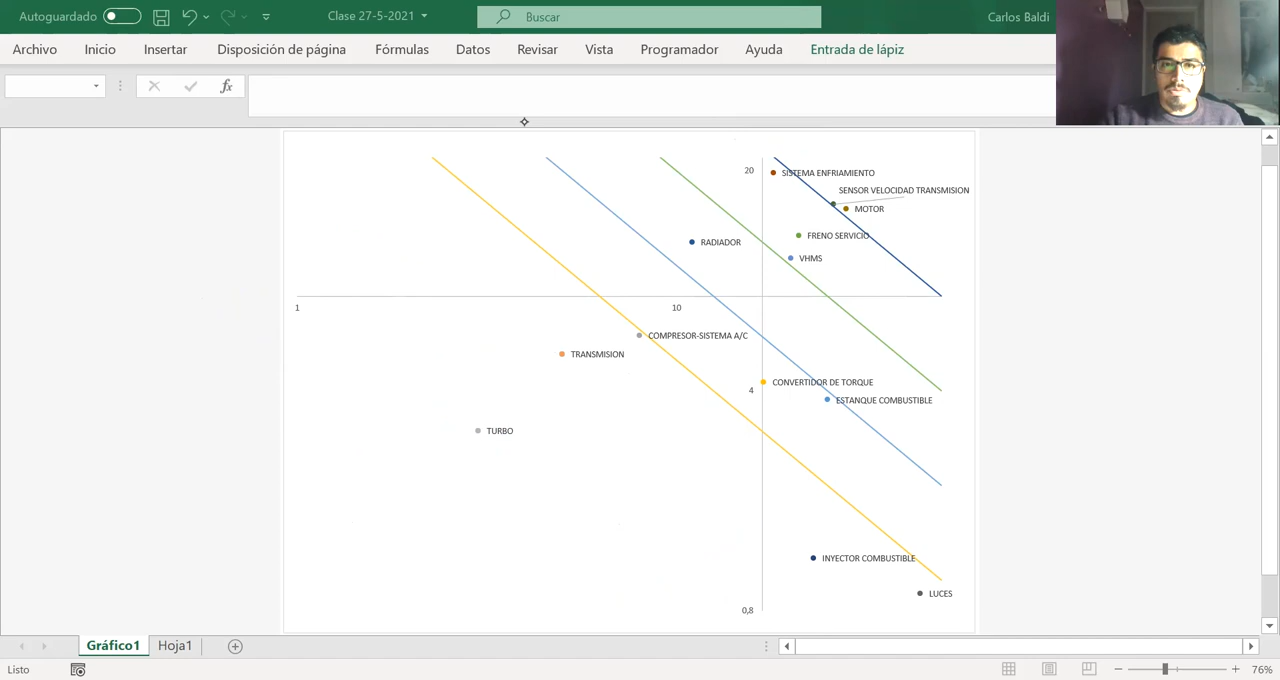 Autoguardado
Clase 27-5-2021
Buscar
Carlos Baldi
Archivo Inicio Insertar Disposición de página Fórmulas Datos Revisar Vista Programador Ayuda Entrada de lápiz
fx
20
SISTEMA ENFRIAMIENTO
SENSOR VELOCIDAD TRANSMISION
MOTOR
FRENO SERVICIO
RADIADOR
VHMS
1
10
COMPRESOR-SISTEMA A/C
TRANSMISION
4
CONVERTIDOR DE TORQUE
ESTANQUE COMBUSTIBLE
TURBO
INYECTOR COMBUSTIBLE
LUCES
0,8
Gráfico1 Hoja1
Listo
76%